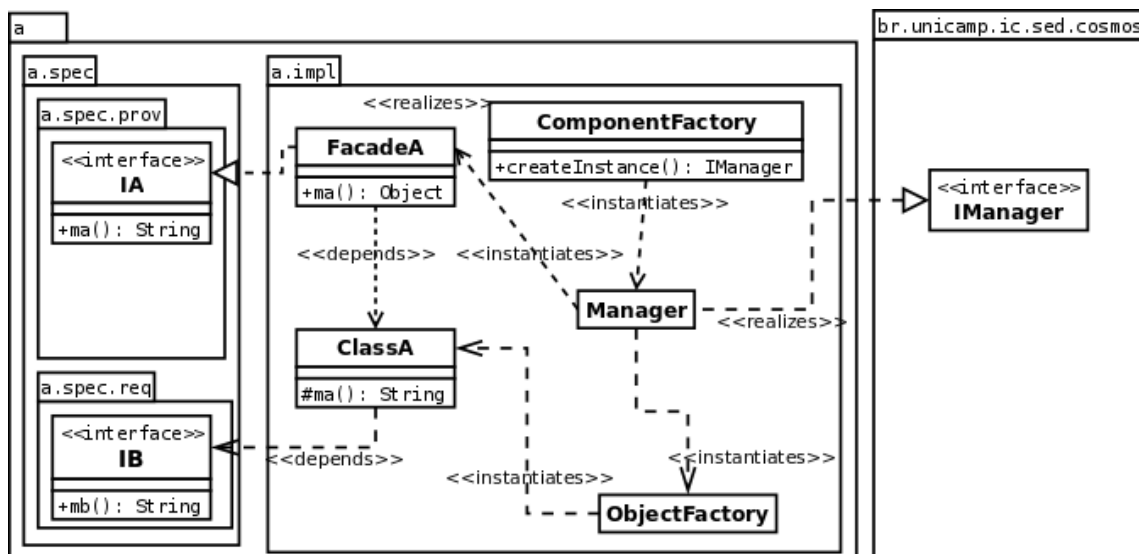 a
br.unicamp.ic.sed.cosmos
a.spec
a.impl
a.spec.prov
<<interface>>
IA
+ma(): String
<<realizes>>
FacadeA
+ma(): Object
ComponentFactory
+createInstance(): IManager
<<instantiates>>
<<interface>>
IManager
<<depends>>
<<instantiates>>
Manager
<<realizes>>
ClassA
#ma(): String
a.spec.req
<<interface>>
IB
+mb(): String
<<depends>>
<<instantiates>>
<<instantiates>>
ObjectFactory